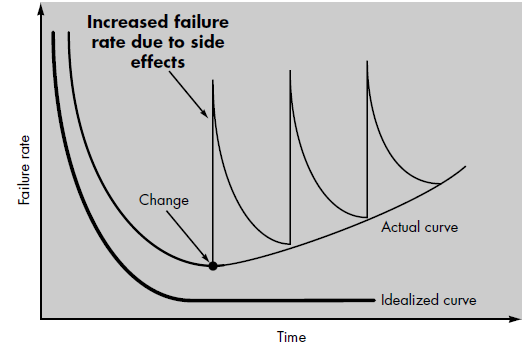 Increased failure
rate due to side
effects
Failure rate
Change
Actual curve
Idealized curve
Time